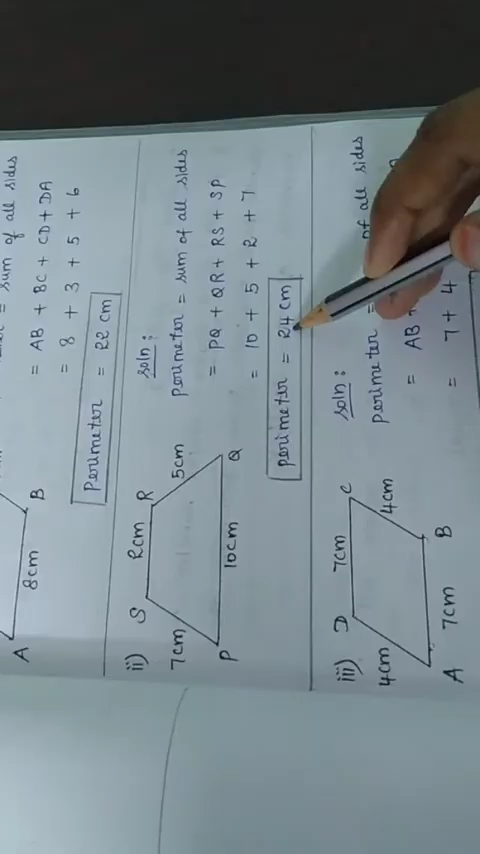 = sum of all sides
= AB + BC + CD + DA
= 8 + 3 + 5 + 6
Perimeter = 22 cm
A
8cm
B
ii)
S
2cm
R
7cm
5cm
P
10cm
Q
soln:
perimeter = sum of all sides
= PQ + QR + RS + SP
= 10 + 5 + 2 + 7
perimeter = 24 cm
iii)
D
7cm
C
4cm
4cm
A
7cm
B
soln:
perimeter = of all sides
= AB +
= 7 + 4